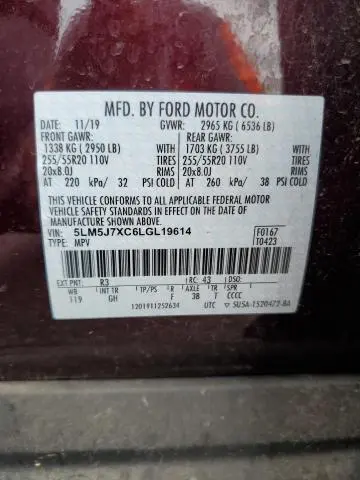 MFD. BY FORD MOTOR CO.
DATE: 11/19 GVWR: 2965 KG (6536 LB)
FRONT GAWR: REAR GAWR:
1338 KG (2950 LB) WITH 1703 KG (3755 LB) WITH
255/55R20 110V TIRES 255/55R20 110V TIRES
20x8.0J RIMS 20x8.0J RIMS
AT 220 kPa/ 32 PSI COLD AT 260 kPa/ 38 PSI COLD
THIS VEHICLE CONFORMS TO ALL APPLICABLE FEDERAL MOTOR
VEHICLE SAFETY AND THEFT PREVENTION STANDARDS IN EFFECT ON THE
DATE OF MANUFACTURE SHOWN ABOVE.
VIN: 5LM5J7XC6LGL19614 F0167
TYPE: MPV T0423
EXT PNT: R3 RC: 43 DSO:
WB INT TR TP/PS R AXLE TR SPR
119 GH F 38 T CCCC
1201911252634 UTC ▽ 5USA-1520472-BA